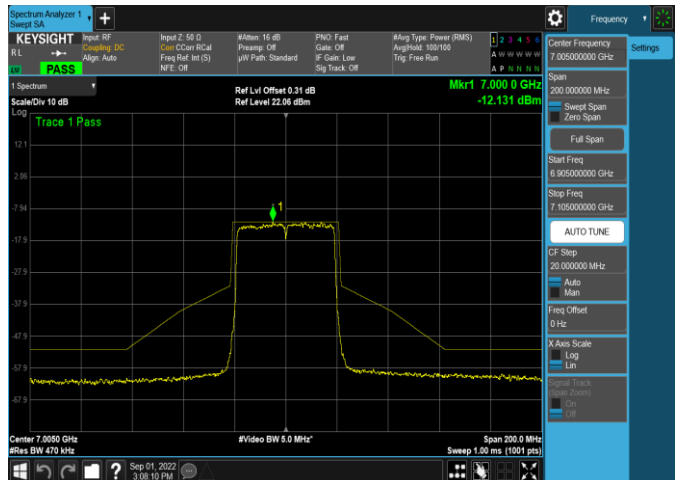 Spectrum Analyzer 1
Swept SA
+
Frequency
KEYSIGHT
RL
PASS
Input: RF
Coupling: DC
Align: Auto
Input Z: 50 Ω
Corr CCorr RCal
Freq Ref: Int (S)
NFE: Off
#Atten: 16 dB
Preamp: Off
µW Path: Standard
PNO: Fast
Gate: Off
IF Gain: Low
Sig Track: Off
#Avg Type: Power (RMS)
Avg|Hold: 100/100
Trig: Free Run
1 2 3 4 5 6
A W W W W W
A P N N N N
1 Spectrum
Scale/Div 10 dB
Log
Ref Lvl Offset 0.31 dB
Ref Level 22.06 dBm
Mkr1 7.000 0 GHz
-12.131 dBm
Trace 1 Pass
12.1
2.06
-7.94
-17.9
-27.9
-37.9
-47.9
-57.9
-67.9
1
Center 7.0050 GHz
#Res BW 470 kHz
#Video BW 5.0 MHz*
Span 200.0 MHz
Sweep 1.00 ms (1001 pts)
Sep 01, 2022
3:08:10 PM
Center Frequency
7.005000000 GHz
Settings
Span
200.000000 MHz
Swept Span
Zero Span
Full Span
Start Freq
6.905000000 GHz
Stop Freq
7.105000000 GHz
AUTO TUNE
CF Step
20.000000 MHz
Auto
Man
Freq Offset
0 Hz
X Axis Scale
Log
Lin
Signal Track
(Span Zoom)
On
Off